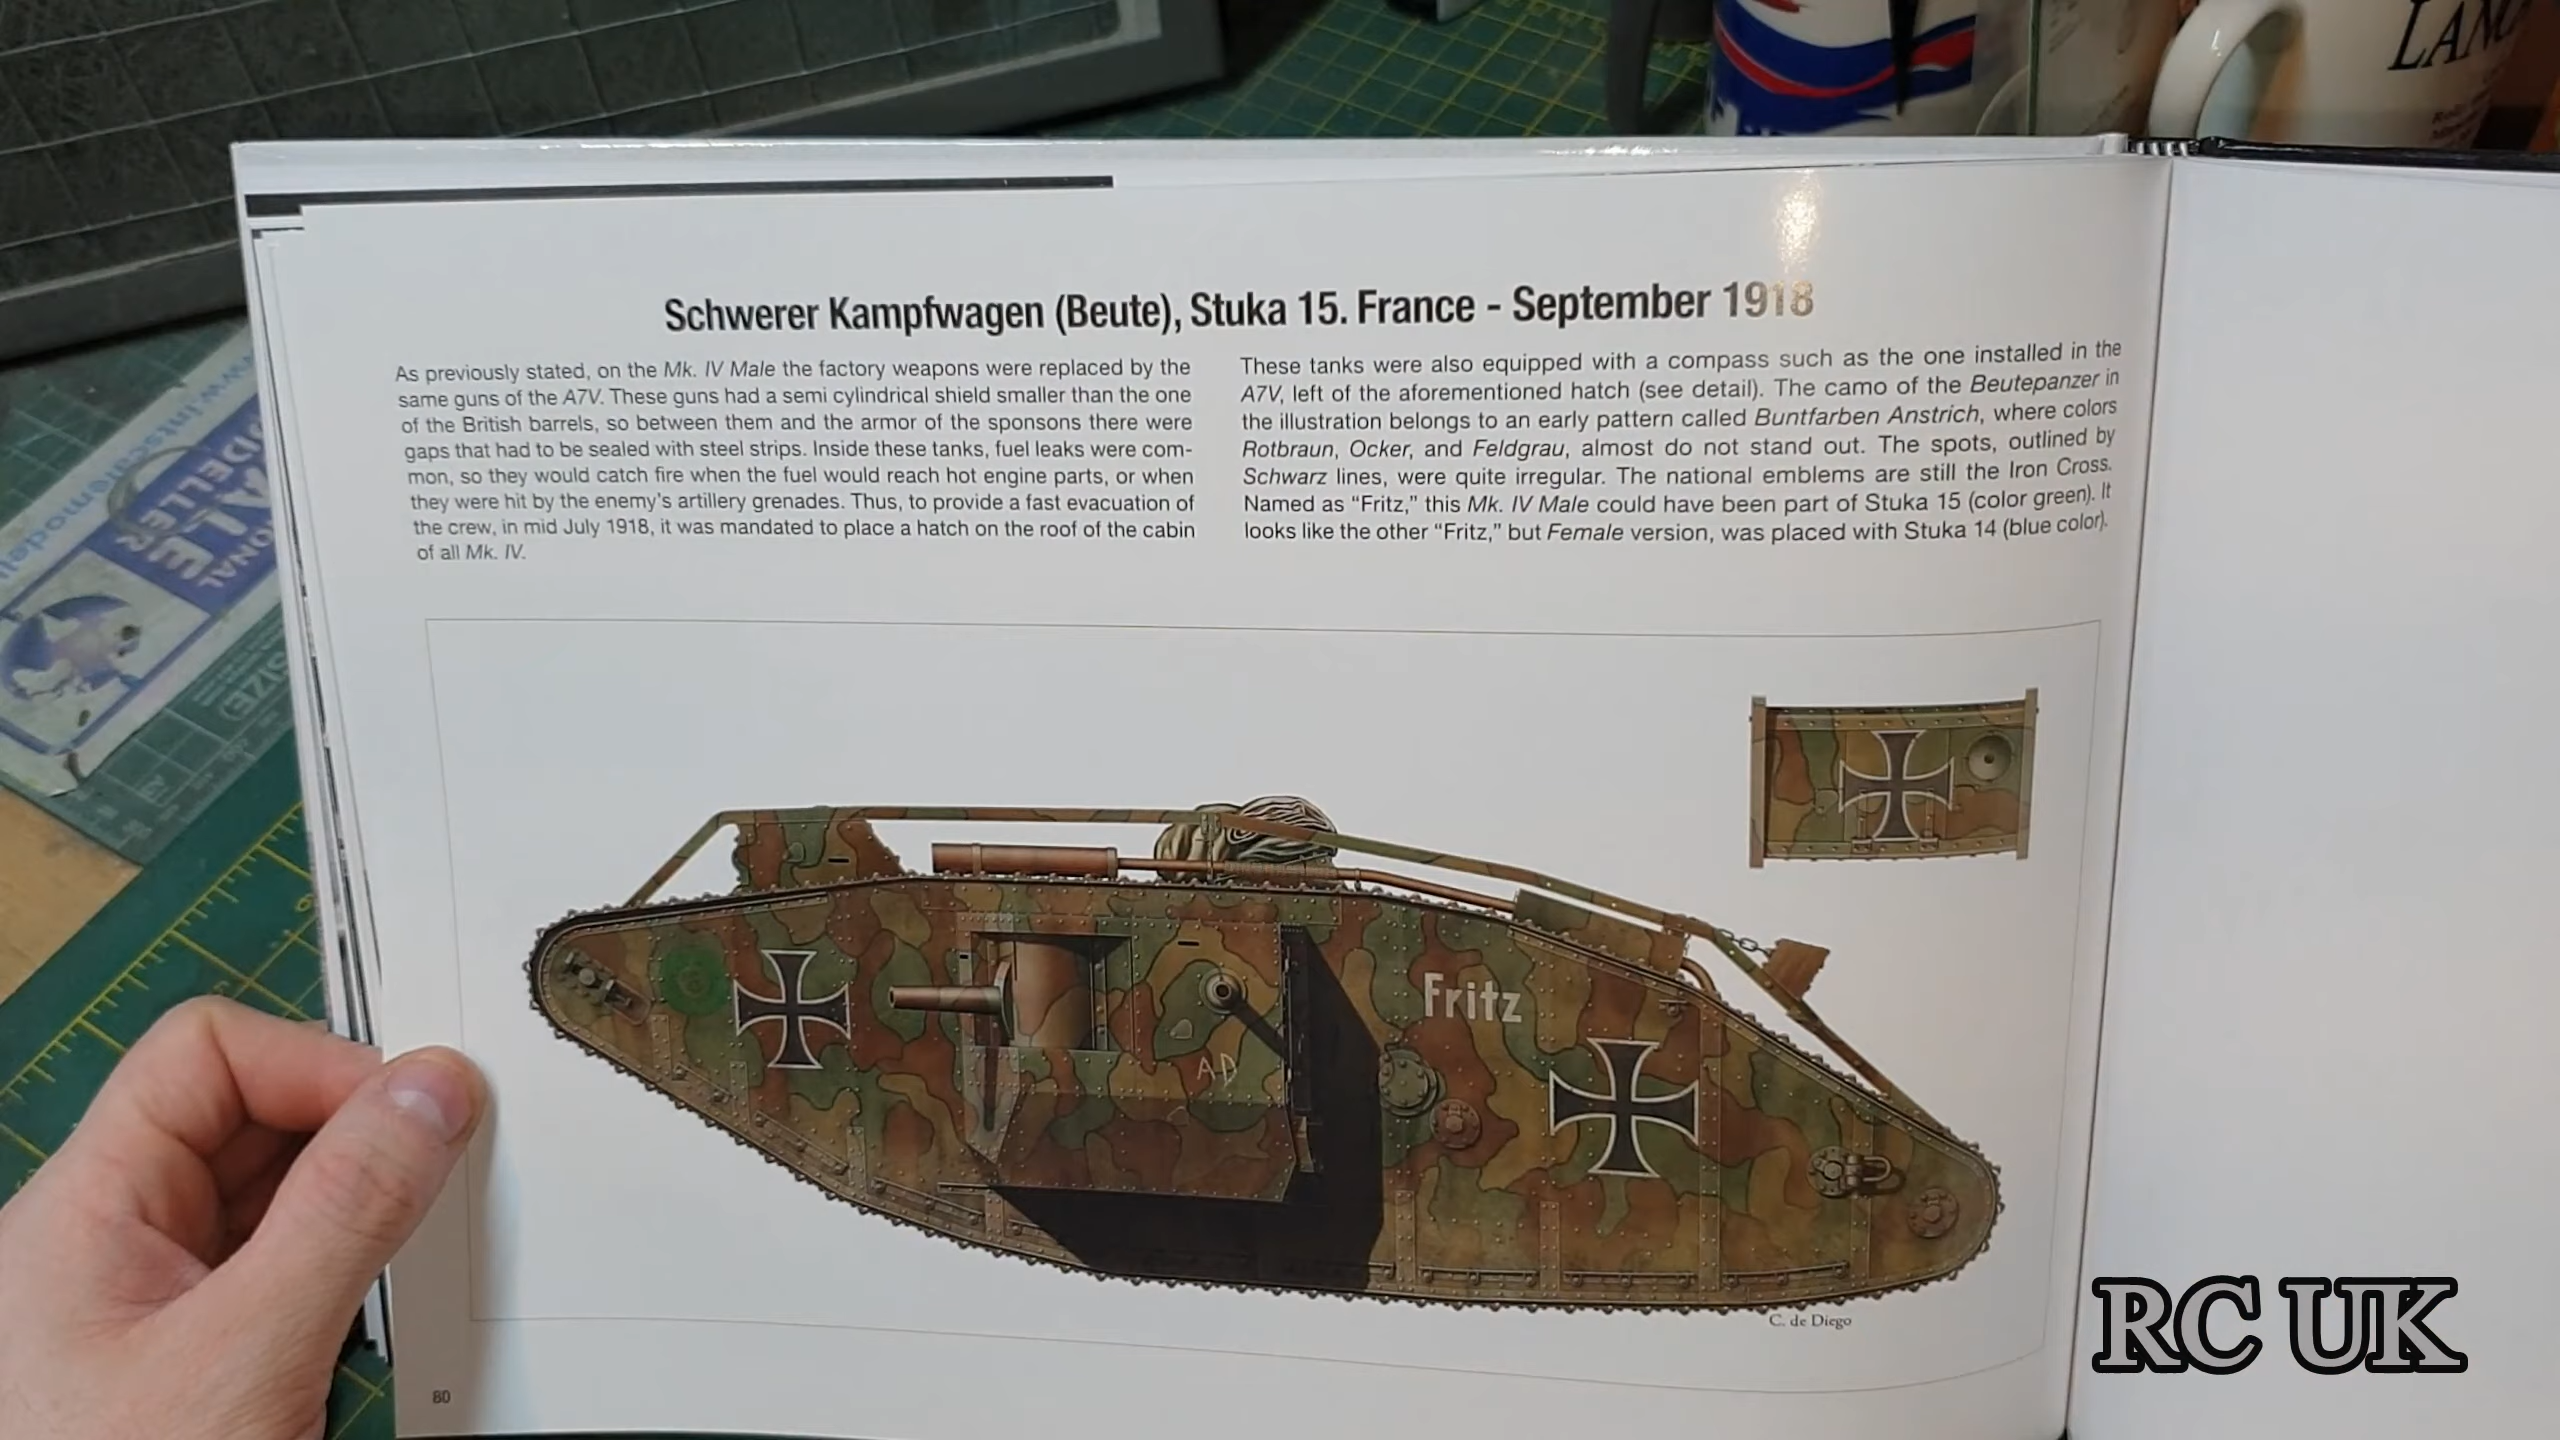 LAND
Schwerer Kampfwagen (Beute), Stuka 15. France - September 1918
As previously stated, on the Mk. IV Male the factory weapons were replaced by the
same guns of the A7V. These guns had a semi cylindrical shield smaller than the one
of the British barrels, so between them and the armor of the sponsons there were
gaps that had to be sealed with steel strips. Inside these tanks, fuel leaks were com-
mon, so they would catch fire when the fuel would reach hot engine parts, or when
they were hit by the enemy's artillery grenades. Thus, to provide a fast evacuation of
the crew, in mid July 1918, it was mandated to place a hatch on the roof of the cabin
of all Mk. IV.
These tanks were also equipped with a compass such as the one installed in the
A7V, left of the aforementioned hatch (see detail). The camo of the Beutepanzer in
the illustration belongs to an early pattern called Buntfarben Anstrich, where colors
Rotbraun, Ocker, and Feldgrau, almost do not stand out. The spots, outlined by
Schwarz lines, were quite irregular. The national emblems are still the Iron Cross.
Named as “Fritz,” this Mk. IV Male could have been part of Stuka 15 (color green). It
looks like the other “Fritz,” but Female version, was placed with Stuka 14 (blue color).
Fritz
AD
C. de Diego
80
RC UK